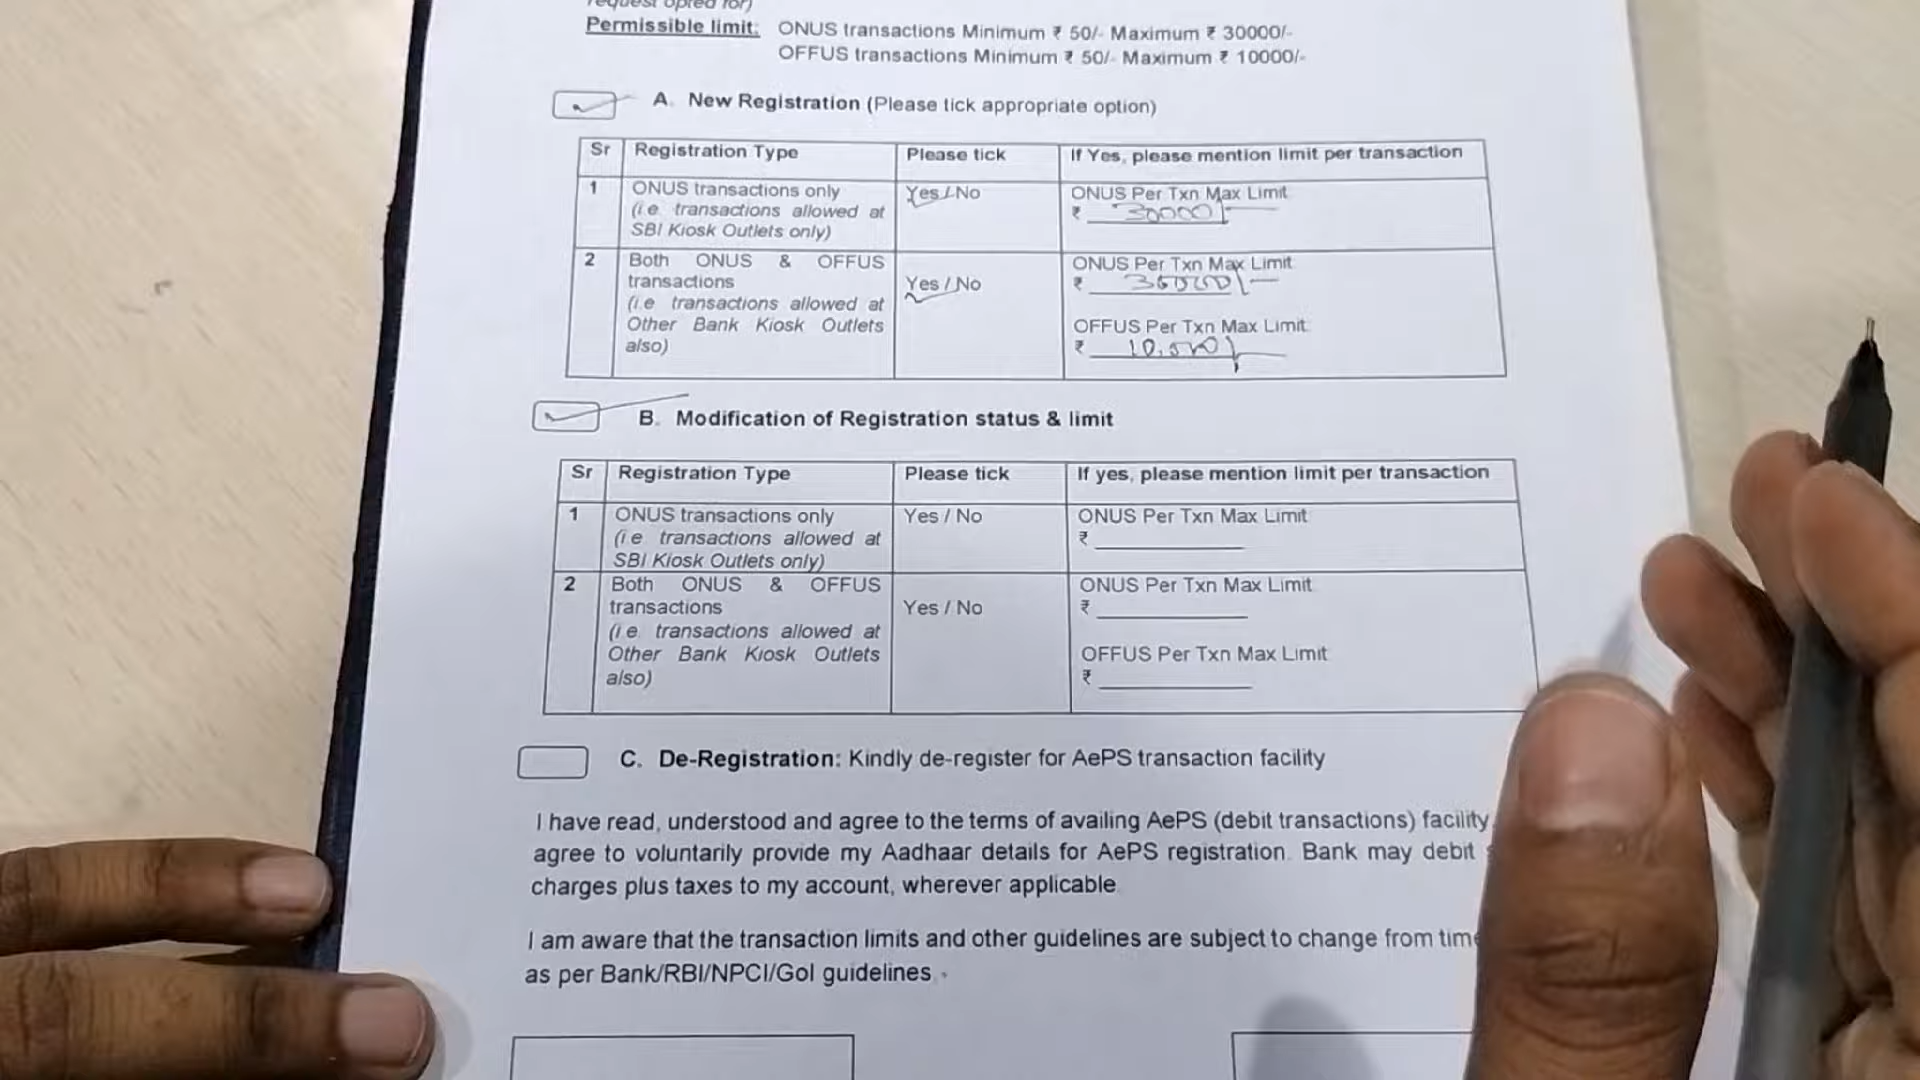 request opted for)
Permissible limit: ONUS transactions Minimum ₹ 50/- Maximum ₹ 30000/-
OFFUS transactions Minimum ₹ 50/- Maximum ₹ 10000/-
A. New Registration (Please tick appropriate option)
Sr Registration Type Please tick If Yes, please mention limit per transaction
1 ONUS transactions only Yes / No ONUS Per Txn Max Limit
(i.e. transactions allowed at ₹ 30000/-
SBI Kiosk Outlets only)
2 Both ONUS & OFFUS ONUS Per Txn Max Limit
transactions Yes / No ₹ 30000/-
(i.e transactions allowed at
Other Bank Kiosk Outlets OFFUS Per Txn Max Limit
also) ₹ 10,000/-
B. Modification of Registration status & limit
Sr Registration Type Please tick If yes, please mention limit per transaction
1 ONUS transactions only Yes / No ONUS Per Txn Max Limit
(i.e transactions allowed at ₹
SBI Kiosk Outlets only)
2 Both ONUS & OFFUS ONUS Per Txn Max Limit
transactions Yes / No ₹
(i.e. transactions allowed at
Other Bank Kiosk Outlets OFFUS Per Txn Max Limit
also) ₹
C. De-Registration: Kindly de-register for AePS transaction facility
I have read, understood and agree to the terms of availing AePS (debit transactions) facility
agree to voluntarily provide my Aadhaar details for AePS registration. Bank may debit
charges plus taxes to my account, wherever applicable
I am aware that the transaction limits and other guidelines are subject to change from time
as per Bank/RBI/NPCI/GoI guidelines.